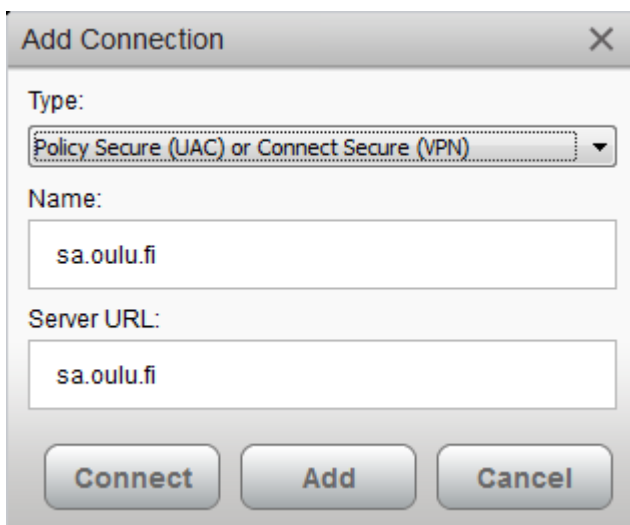 Add Connection
Type:
Policy Secure (UAC) or Connect Secure (VPN)
Name:
sa.oulu.fi
Server URL:
sa.oulu.fi
Connect Add Cancel